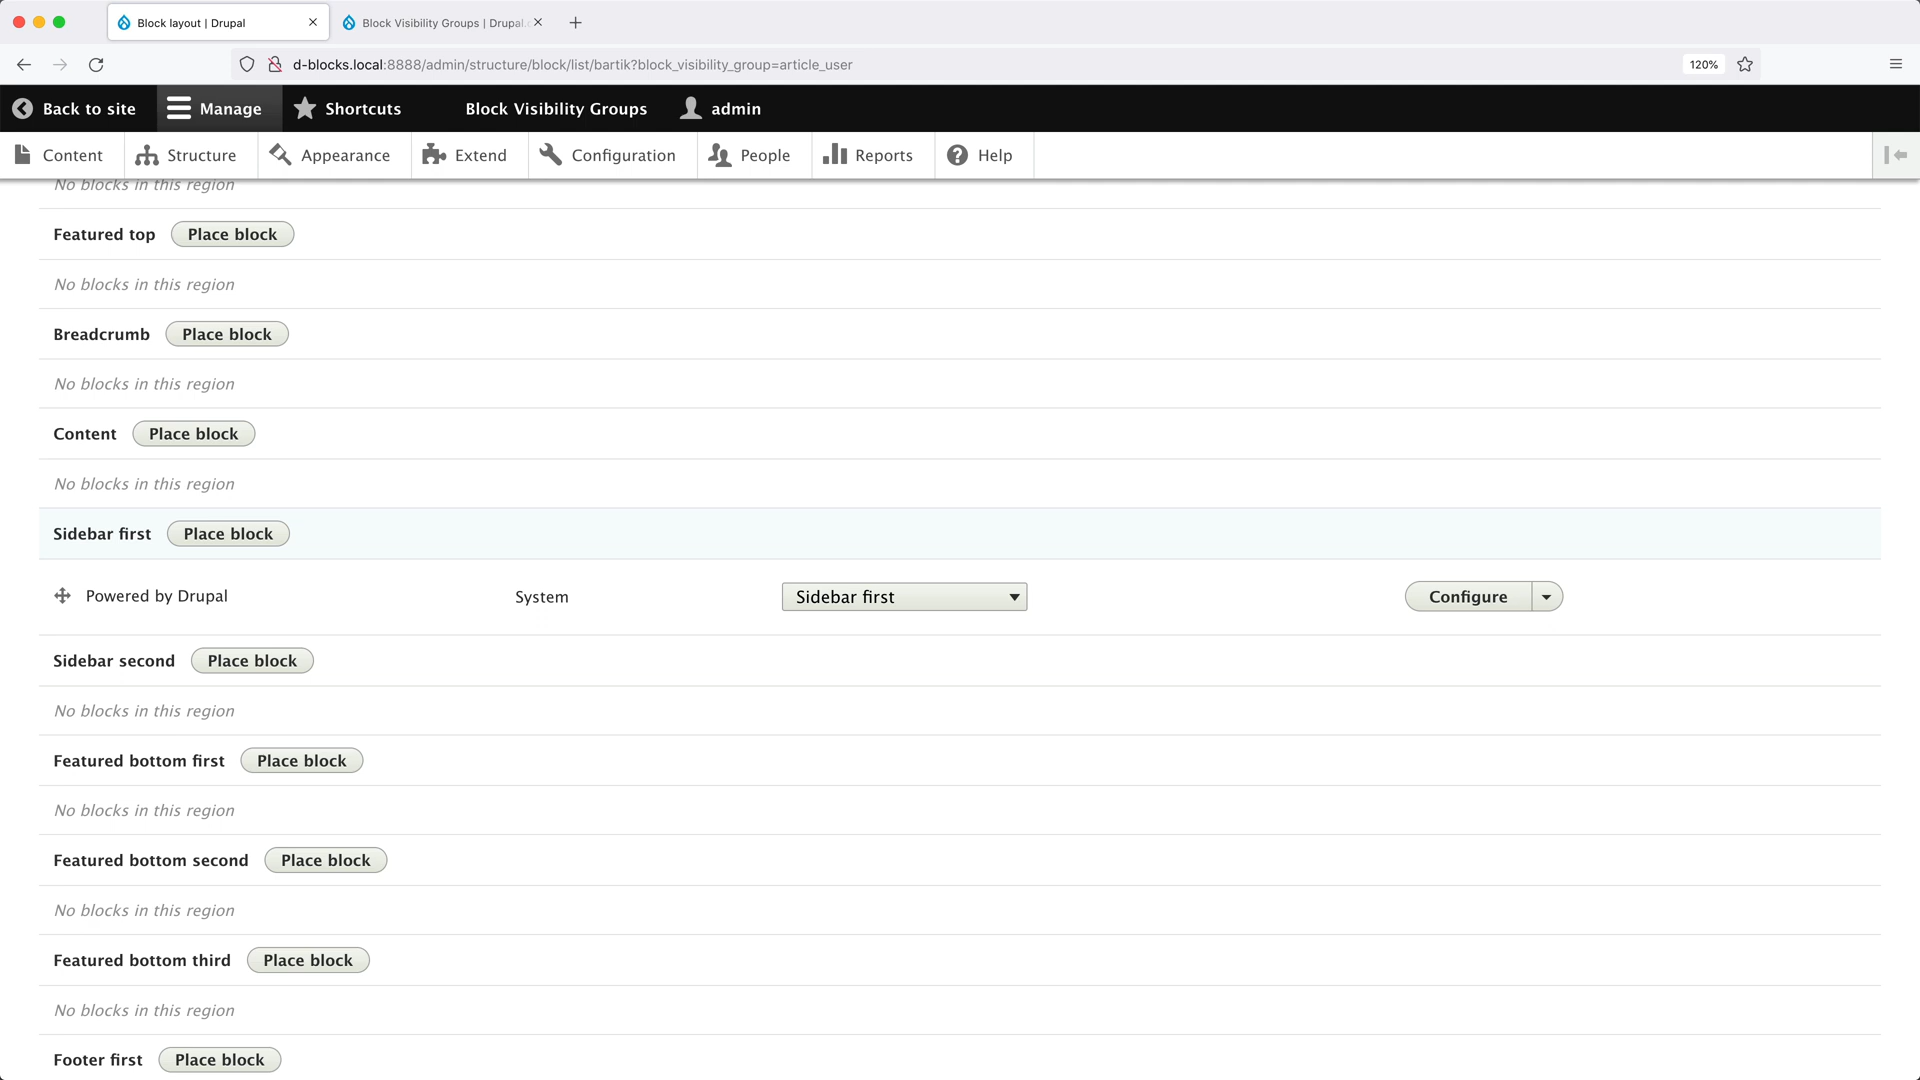 Block layout | Drupal
Block Visibility Groups | Drupal.
d-blocks.local:8888/admin/structure/block/list/bartik?block_visibility_group=article_user
120%
Back to site
Manage
Shortcuts
Block Visibility Groups
admin
Content
Structure
Appearance
Extend
Configuration
People
Reports
Help
No blocks in this region
Featured top Place block
No blocks in this region
Breadcrumb Place block
No blocks in this region
Content Place block
No blocks in this region
Sidebar first Place block
Powered by Drupal System Sidebar first Configure
Sidebar second Place block
No blocks in this region
Featured bottom first Place block
No blocks in this region
Featured bottom second Place block
No blocks in this region
Featured bottom third Place block
No blocks in this region
Footer first Place block